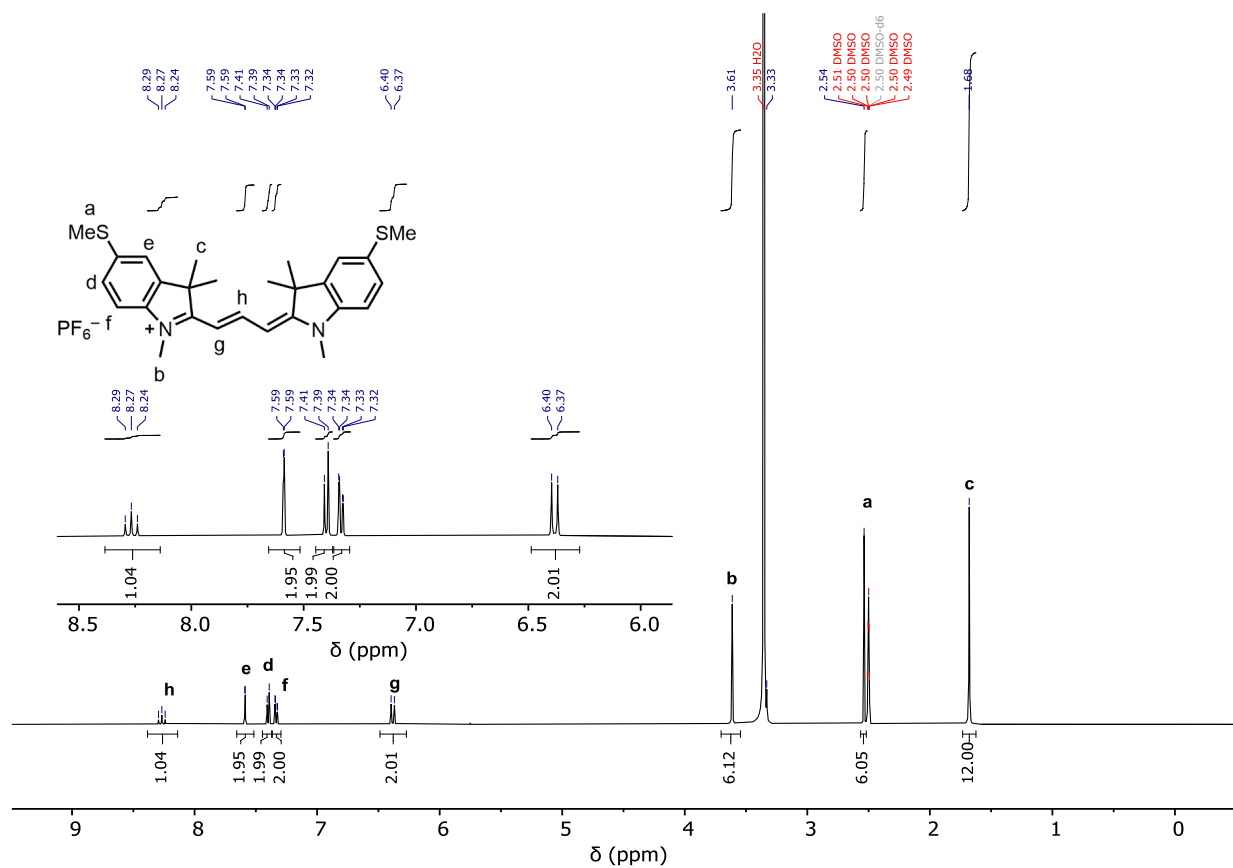 8.29
8.27
8.24
7.59
7.59
7.41
7.39
7.34
7.34
7.33
7.32
6.40
6.37
3.61
3.35 H2O
3.33
2.54
2.51 DMSO
2.50 DMSO
2.50 DMSO
2.50 DMSO-d6
2.50 DMSO
2.49 DMSO
1.68
a
MeS
SMe
e
c
d
h
PF6–
f
+
N
N
g
b
8.29
8.27
8.24
7.59
7.59
7.41
7.39
7.34
7.34
7.33
7.32
6.40
6.37
1.04
1.95
1.99
2.00
2.01
8.5
8.0
7.5
7.0
6.5
6.0
δ (ppm)
h
e
d
f
g
b
a
c
1.04
1.95
1.99
2.00
2.01
6.12
6.05
12.00
9
8
7
6
5
4
3
2
1
0
δ (ppm)